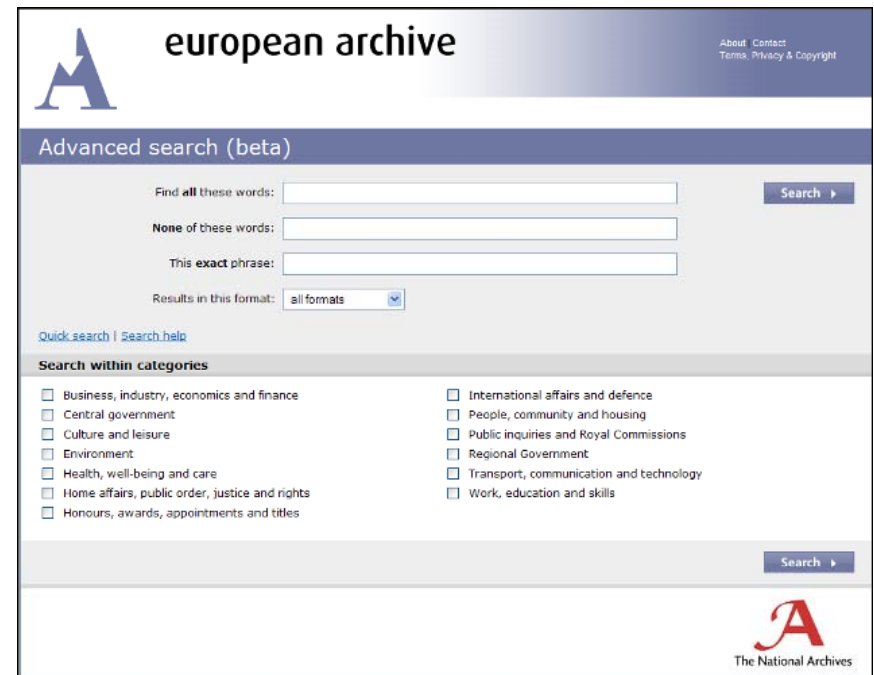 european archive
About | Contact
Terms, Privacy & Copyright
Advanced search (beta)
Find all these words:
Search
None of these words:
This exact phrase:
Results in this format: all formats
Quick search | Search help
Search within categories
Business, industry, economics and finance
Central government
Culture and leisure
Environment
Health, well-being and care
Home affairs, public order, justice and rights
Honours, awards, appointments and titles
International affairs and defence
People, community and housing
Public inquiries and Royal Commissions
Regional Government
Transport, communication and technology
Work, education and skills
Search
The National Archives